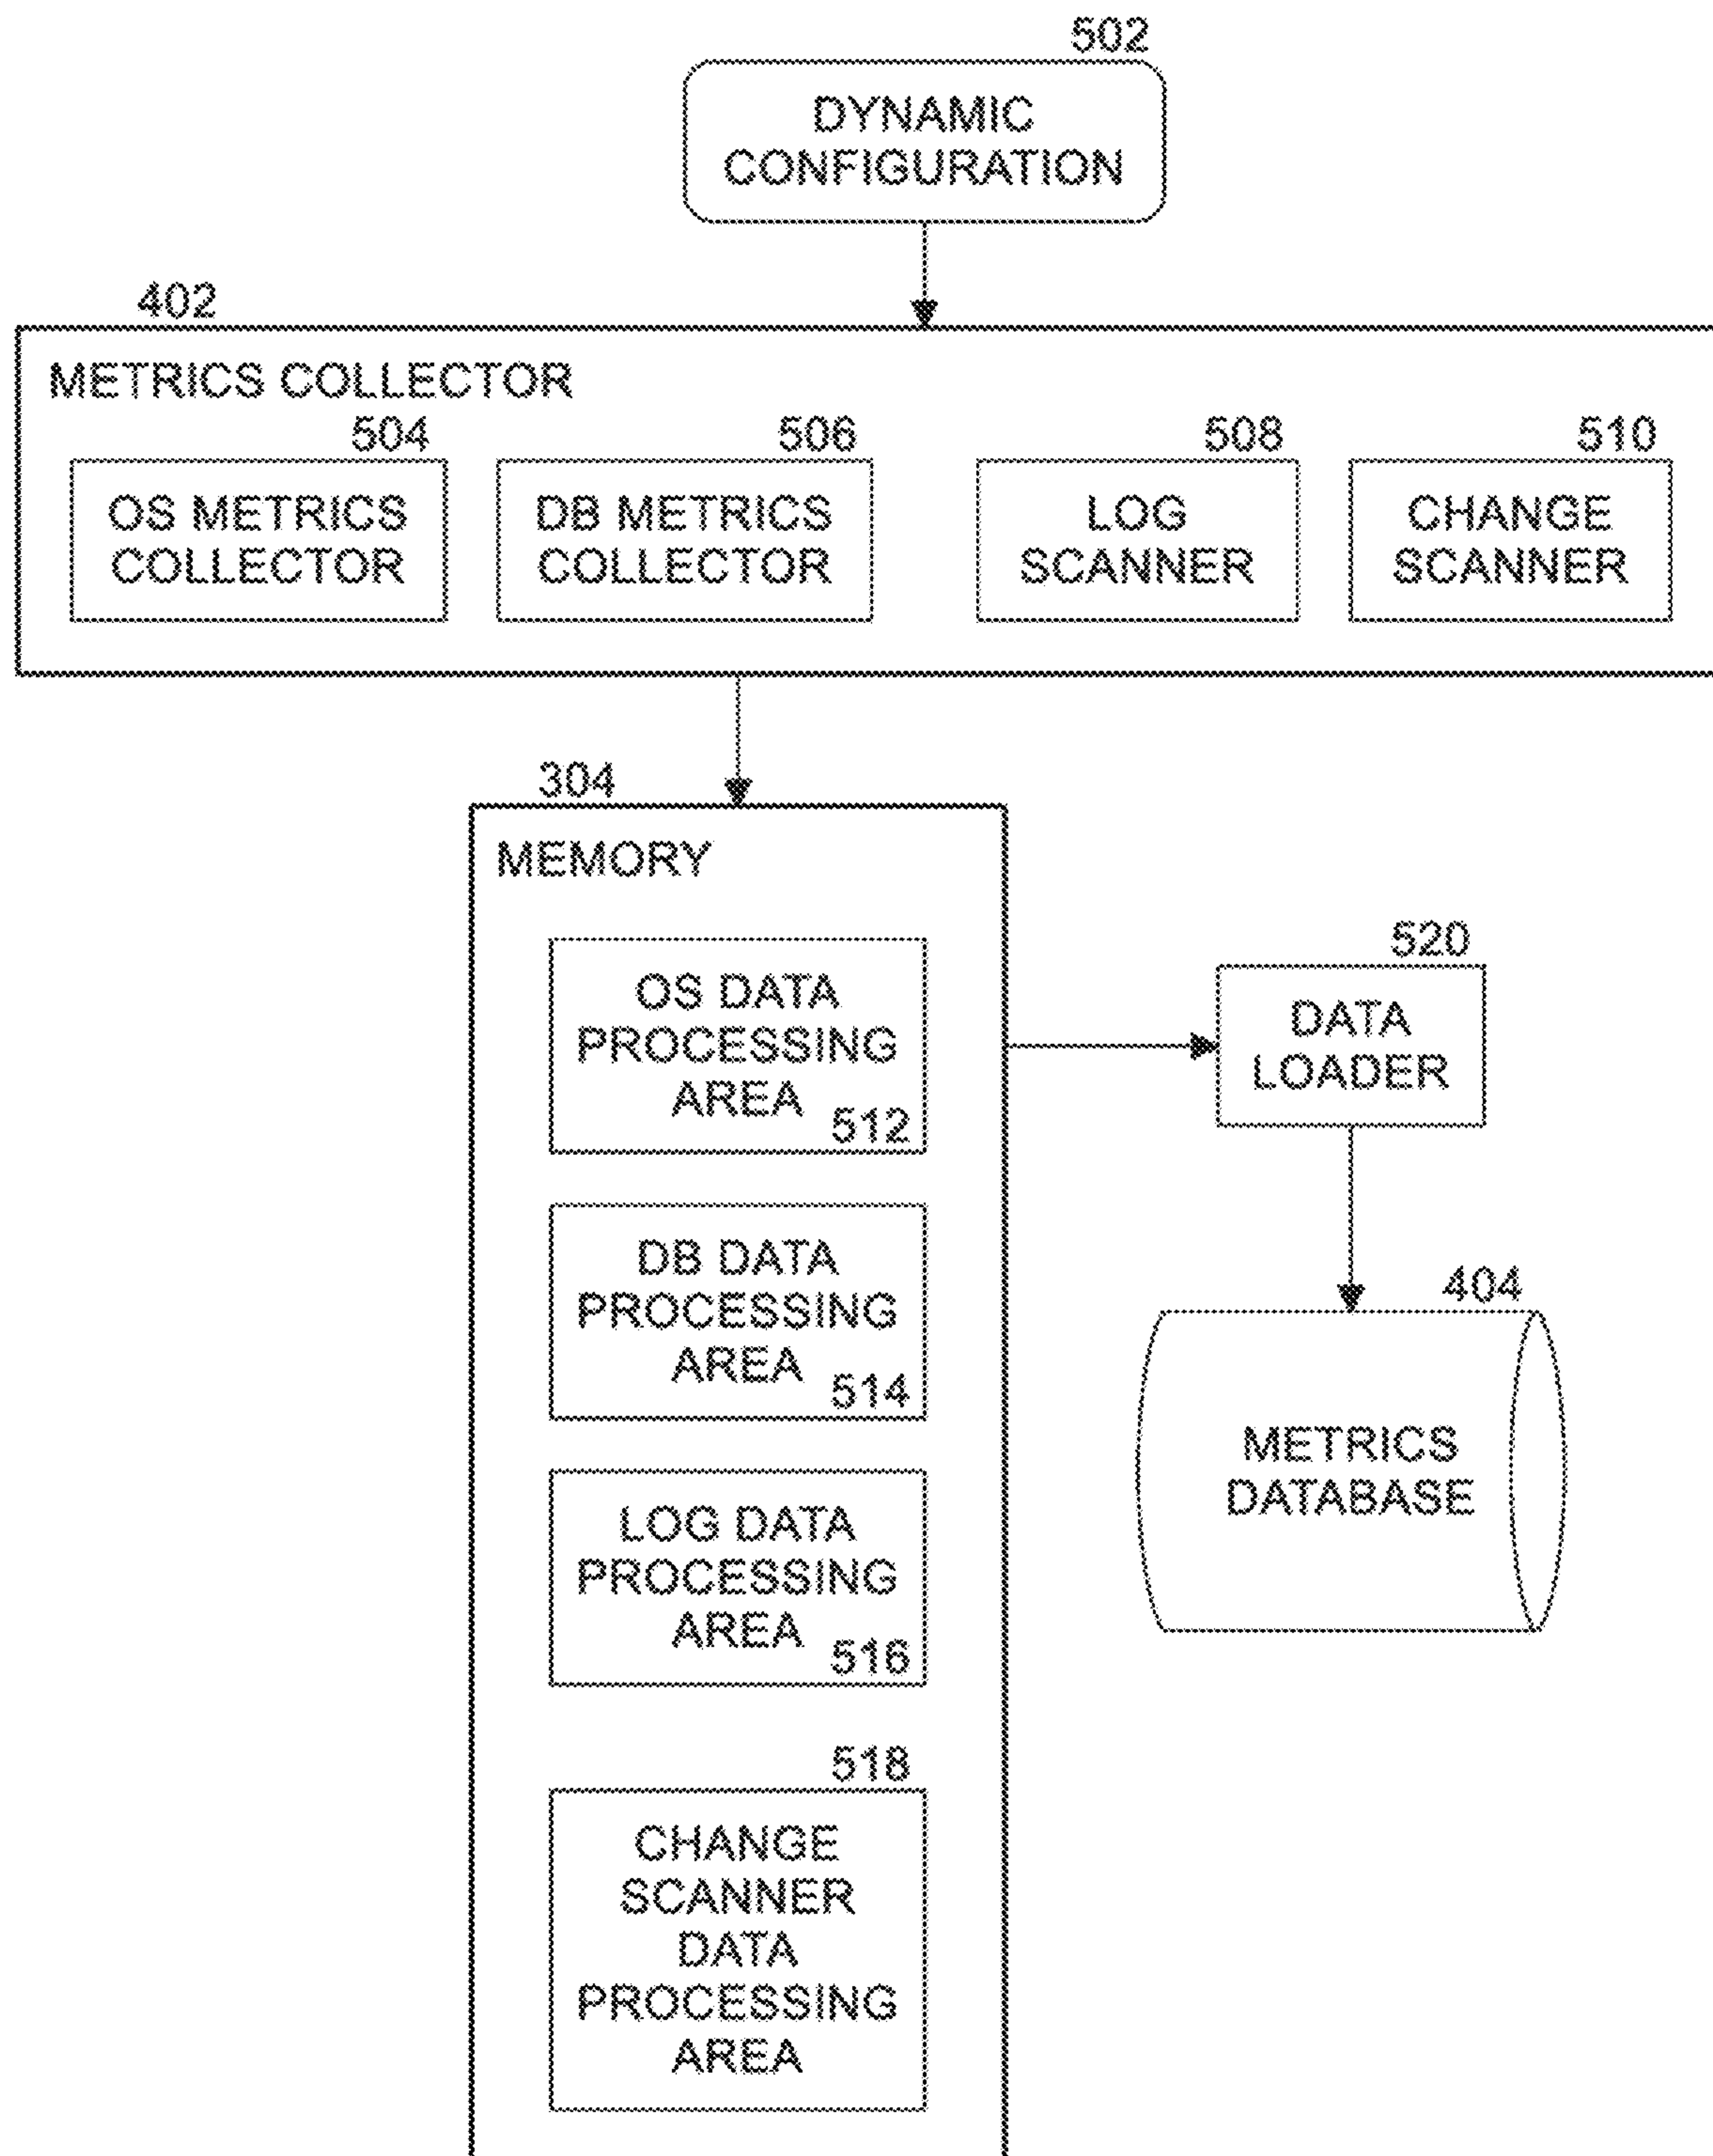 502
DYNAMIC
CONFIGURATION
402
METRICS COLLECTOR
504
OS METRICS
COLLECTOR
506
DB METRICS
COLLECTOR
508
LOG
SCANNER
510
CHANGE
SCANNER
304
MEMORY
OS DATA
PROCESSING
AREA
512
DB DATA
PROCESSING
AREA
514
LOG DATA
PROCESSING
AREA
516
518
CHANGE
SCANNER
DATA
PROCESSING
AREA
520
DATA
LOADER
404
METRICS
DATABASE